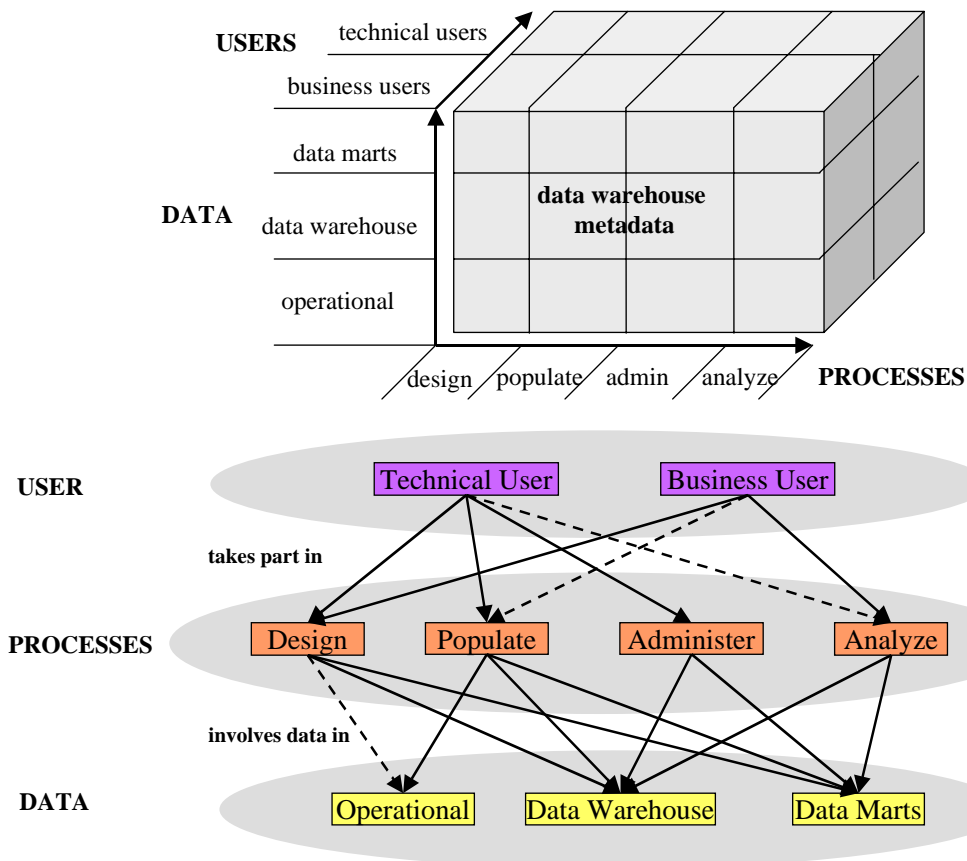 technical users
USERS
business users
data marts
data warehouse
metadata
DATA
data warehouse
operational
design
populate
admin
analyze
PROCESSES
USER
Technical User
Business User
takes part in
PROCESSES
Design
Populate
Administer
Analyze
involves data in
DATA
Operational
Data Warehouse
Data Marts